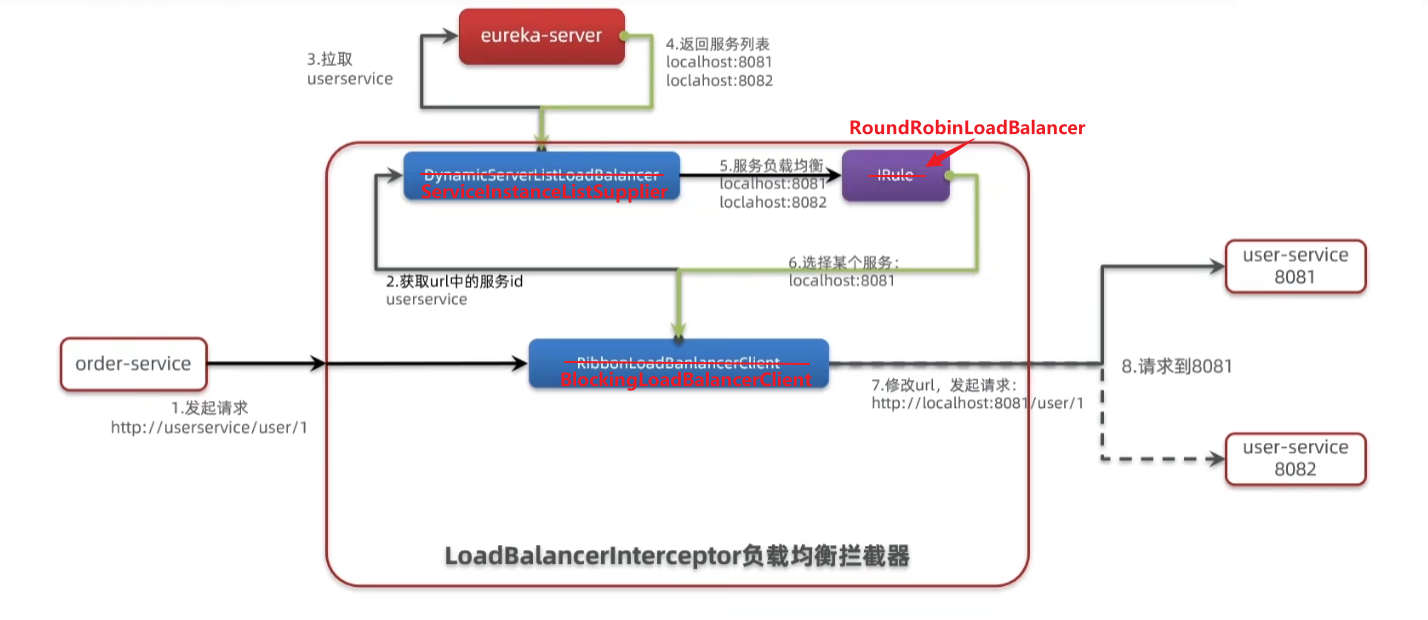 eureka-server
3.拉取
userservice
4.返回服务列表
localhost:8081
loclahost:8082
RoundRobinLoadBalancer
DynamicServerListLoadBalancer
ServiceInstanceListSupplier
5.服务负载均衡
localhost:8081
loclahost:8082
IRule
2.获取url中的服务id
userservice
6.选择某个服务：
localhost:8081
user-service
8081
order-service
1.发起请求
http://userservice/user/1
RibbonLoadBanlancerClient
BlockingLoadBalancerClient
7.修改url，发起请求：
http://localhost:8081/user/1
8.请求到8081
user-service
8082
LoadBalancerInterceptor负载均衡拦截器